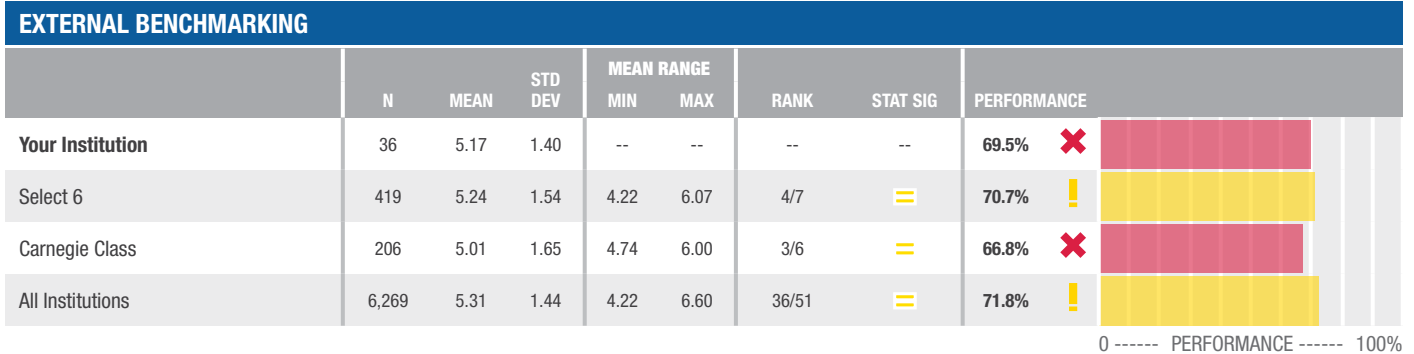 EXTERNAL BENCHMARKING
N MEAN STD DEV MEAN RANGE MIN MAX RANK STAT SIG PERFORMANCE
Your Institution 36 5.17 1.40 -- -- -- -- 69.5%
Select 6 419 5.24 1.54 4.22 6.07 4/7 = 70.7% !
Carnegie Class 206 5.01 1.65 4.74 6.00 3/6 = 66.8%
All Institutions 6,269 5.31 1.44 4.22 6.60 36/51 = 71.8% !
0 ------ PERFORMANCE ------ 100%